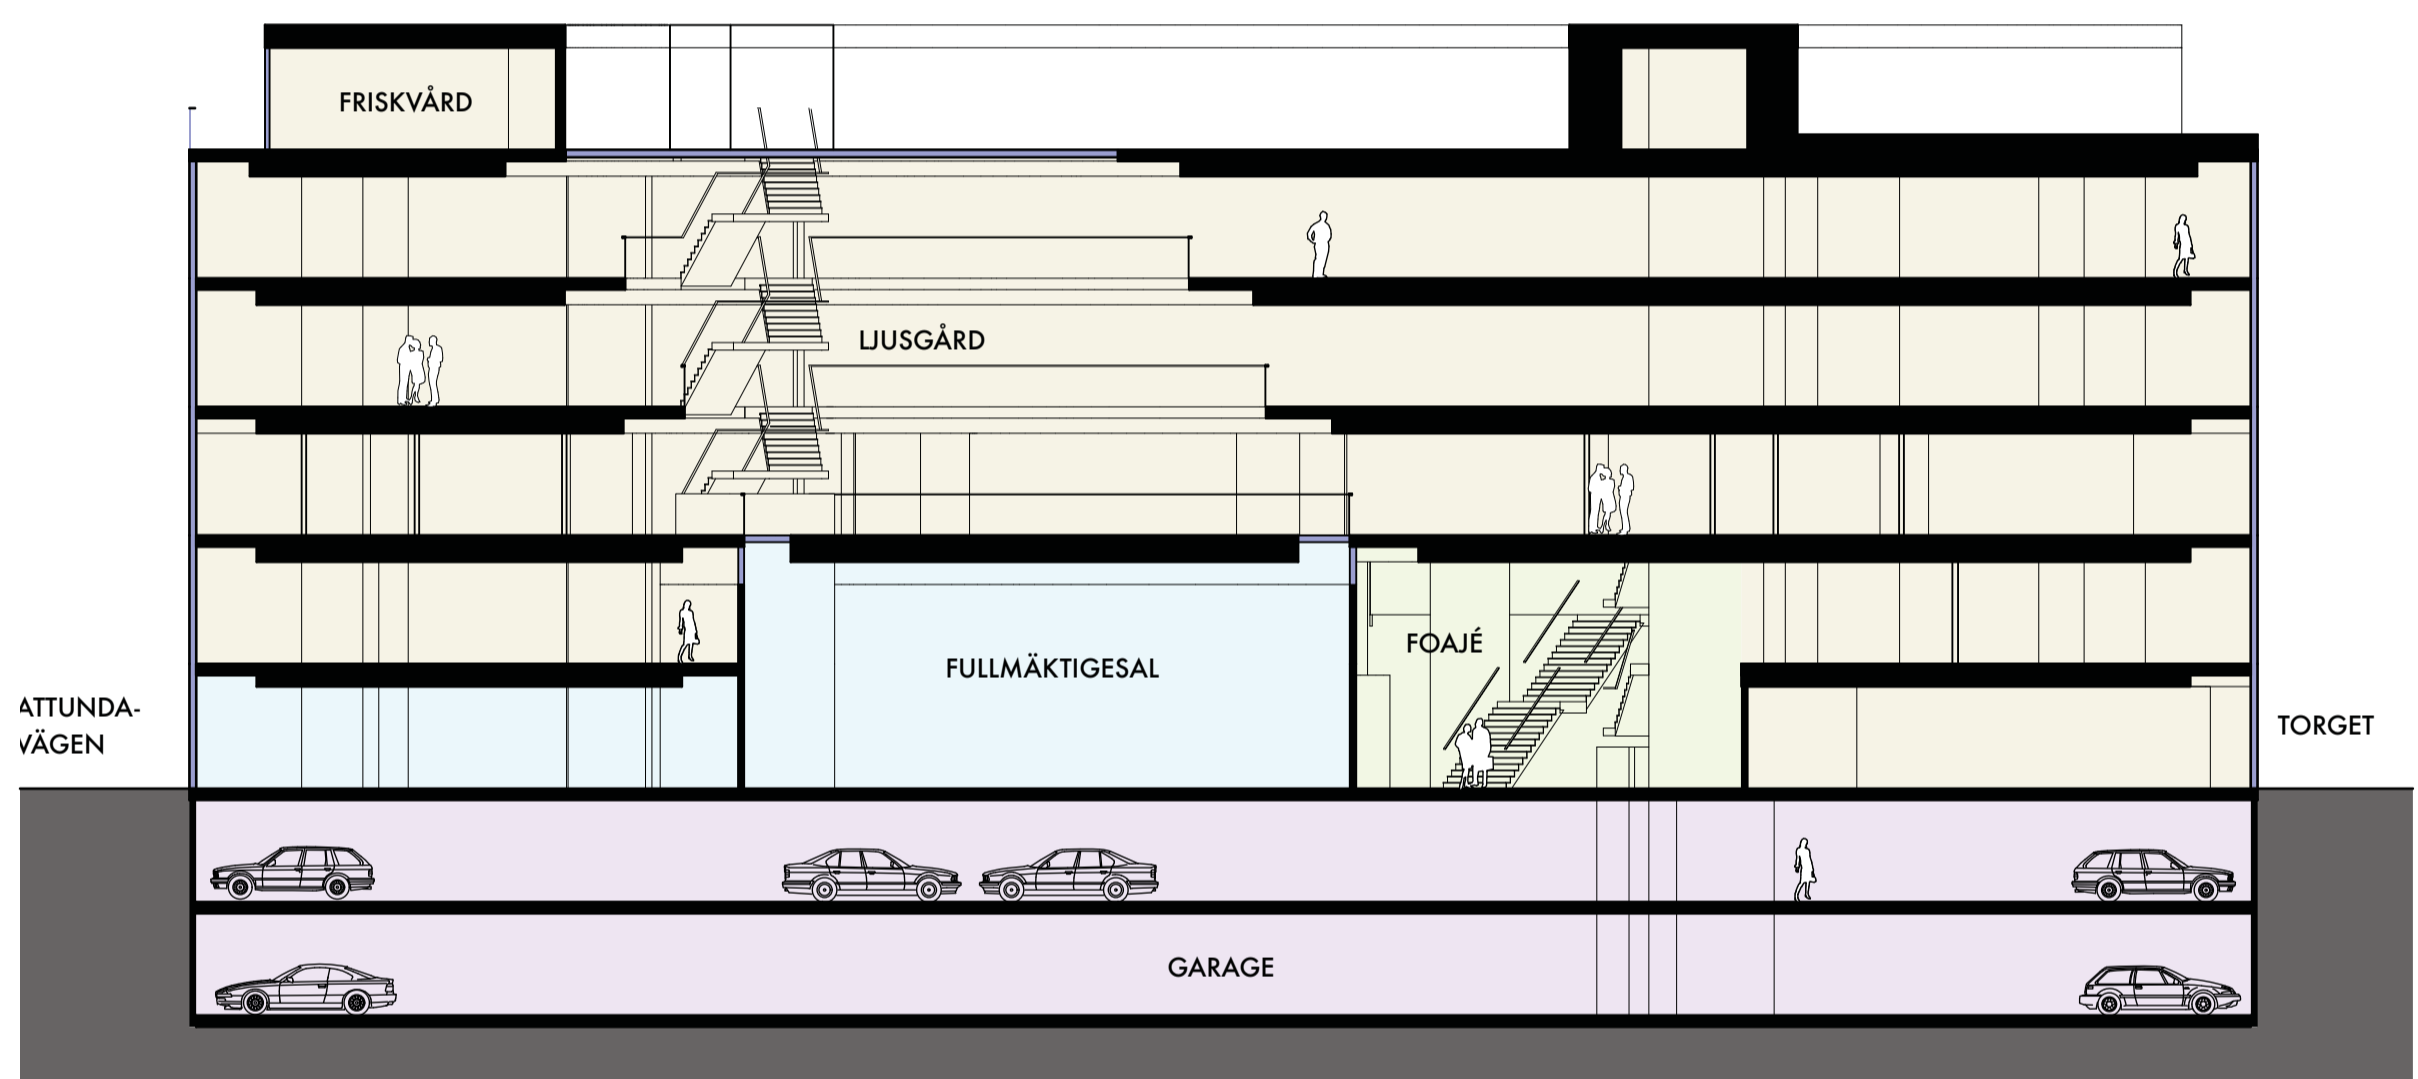 FRISKVÅRD
LJUSGÅRD
FOAJÉ
FULLMÄKTIGESAL
ATTUNDA-
VÄGEN
TORGET
GARAGE